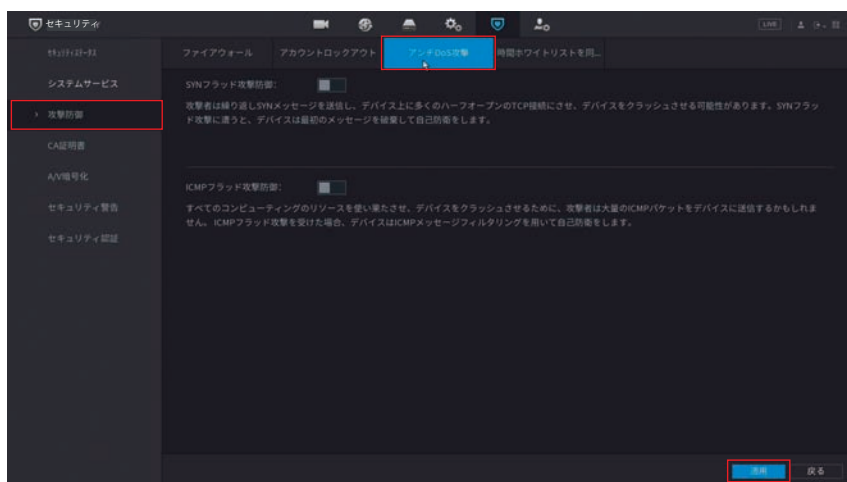 セキュリティ
LIVE
セキュリティステータス
ファイアウォール アカウントロックアウト アンチDoS攻撃 時間ホワイトリストを同...
システムサービス
SYNフラッド攻撃防御:
攻撃防御
攻撃者は繰り返しSYNメッセージを送信し、デバイス上に多くのハーフオープンのTCP接続にさせ、デバイスをクラッシュさせる可能性があります。SYNフラッ
ド攻撃に遭うと、デバイスは最初のメッセージを破棄して自己防衛をします。
CA証明書
A/V暗号化
ICMPフラッド攻撃防御:
セキュリティ警告
すべてのコンピューティングのリソースを使い果たさせ、デバイスをクラッシュさせるために、攻撃者は大量のICMPパケットをデバイスに送信するかもしれま
せん。ICMPフラッド攻撃を受けた場合、デバイスはICMPメッセージフィルタリングを用いて自己防衛をします。
セキュリティ認証
適用 戻る